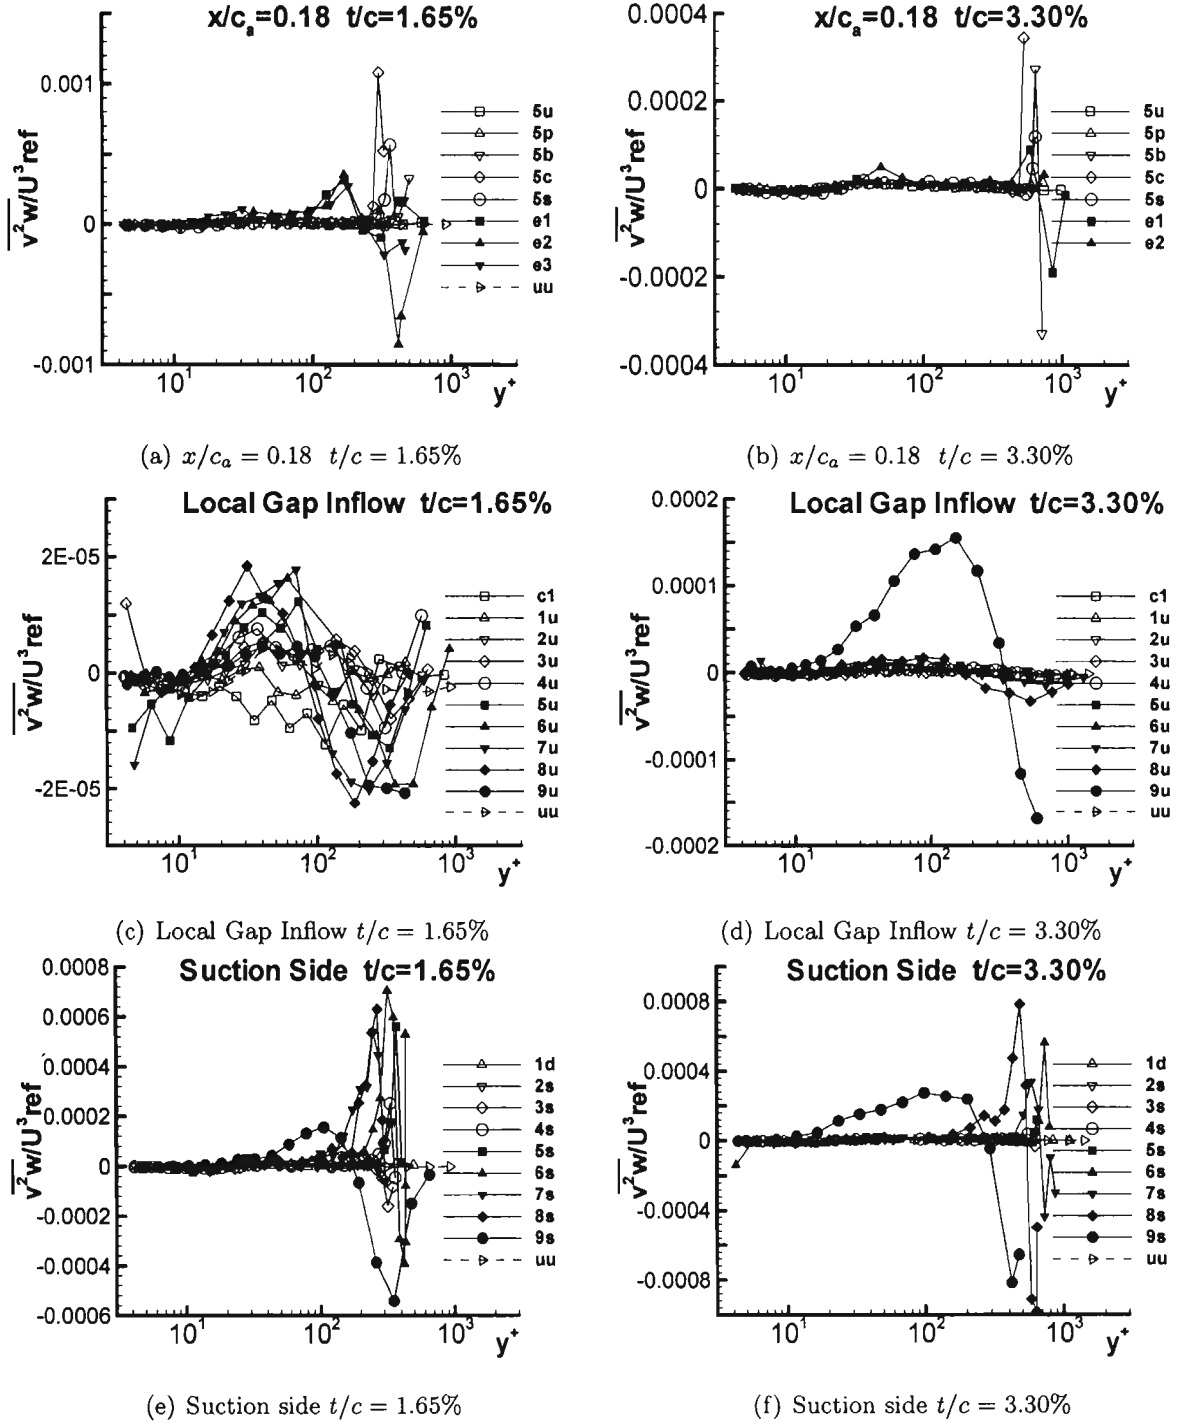 x/cₐ=0.18 t/c=1.65%
0.001
0
-0.001
v²w/U³ref
10¹
10²
10³
y⁺
5u
5p
5b
5c
5s
e1
e2
e3
uu
(a) x/cₐ = 0.18 t/c = 1.65%
x/cₐ=0.18 t/c=3.30%
0.0004
0.0002
0
-0.0002
-0.0004
v²w/U³ref
10¹
10²
10³
y⁺
5u
5p
5b
5c
5s
e1
e2
(b) x/cₐ = 0.18 t/c = 3.30%
Local Gap Inflow t/c=1.65%
2E-05
0
-2E-05
v²w/U³ref
10¹
10²
10³
y⁺
c1
1u
2u
3u
4u
5u
6u
7u
8u
9u
uu
(c) Local Gap Inflow t/c = 1.65%
Local Gap Inflow t/c=3.30%
0.0002
0.0001
0
-0.0001
-0.0002
v²w/U³ref
10¹
10²
10³
y⁺
c1
1u
2u
3u
4u
5u
6u
7u
8u
9u
uu
(d) Local Gap Inflow t/c = 3.30%
Suction Side t/c=1.65%
0.0008
0.0006
0.0004
0.0002
0
-0.0002
-0.0004
-0.0006
v²w/U³ref
10¹
10²
10³
y⁺
1d
2s
3s
4s
5s
6s
7s
8s
9s
uu
(e) Suction side t/c = 1.65%
Suction Side t/c=3.30%
0.0008
0.0004
0
-0.0004
-0.0008
v²w/U³ref
10¹
10²
10³
y⁺
1d
2s
3s
4s
5s
6s
7s
8s
9s
uu
(f) Suction side t/c = 3.30%